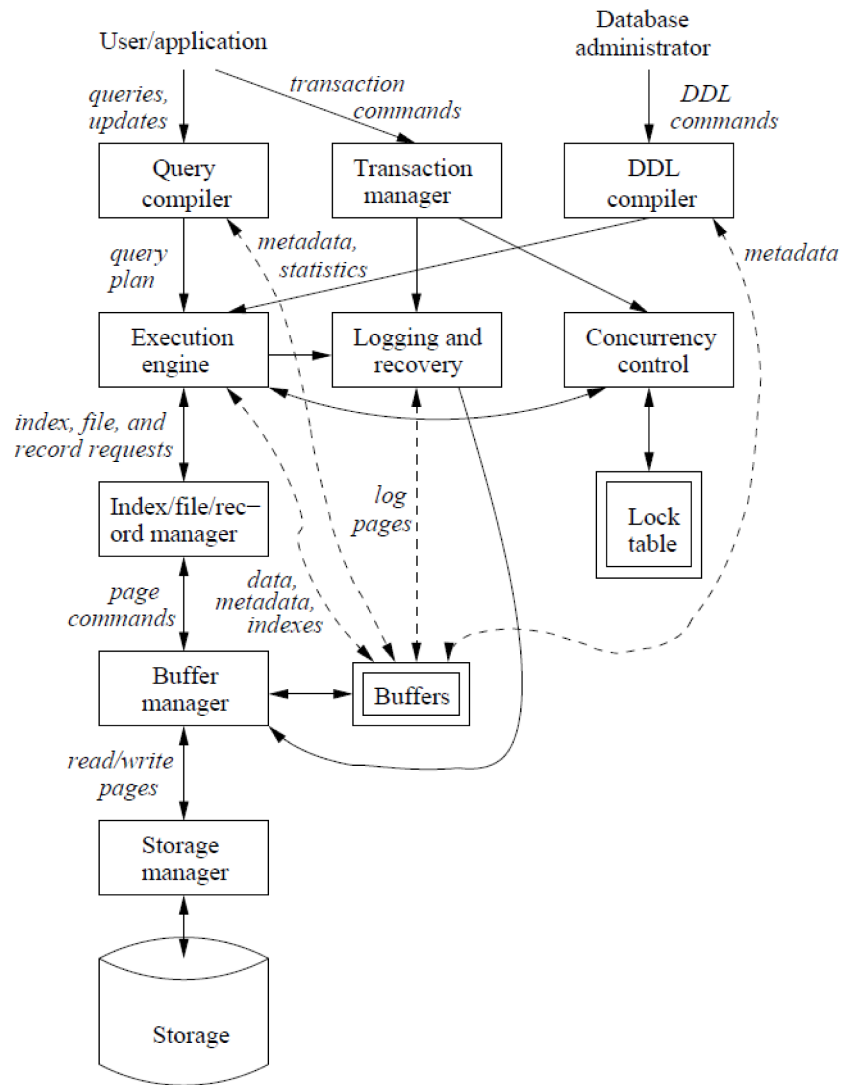 User/application
Database
administrator
queries,
updates
transaction
commands
DDL
commands
Query
compiler
Transaction
manager
DDL
compiler
query
plan
metadata,
statistics
metadata
Execution
engine
Logging and
recovery
Concurrency
control
index, file, and
record requests
Index/file/rec−
ord manager
log
pages
Lock
table
page
commands
data,
metadata,
indexes
Buffer
manager
Buffers
read/write
pages
Storage
manager
Storage